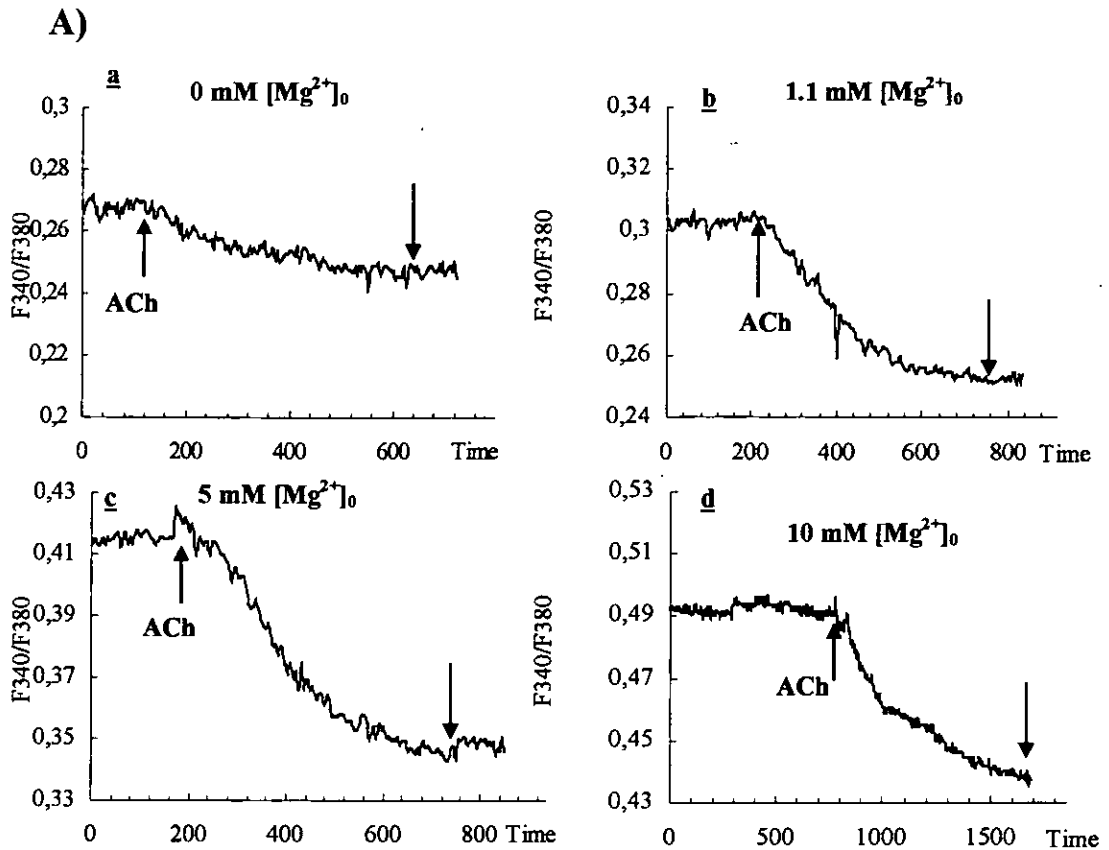 A)
a
0 mM [Mg²⁺]₀
0,3
0,28
0,26
0,24
0,22
0,2
F340/F380
ACh
0 200 400 600 Time
b
1.1 mM [Mg²⁺]₀
0,34
0,32
0,3
0,28
0,26
0,24
F340/F380
ACh
0 200 400 600 800 Time
c
5 mM [Mg²⁺]₀
0,43
0,41
0,39
0,37
0,35
0,33
F340/F380
ACh
0 200 400 600 800 Time
d
10 mM [Mg²⁺]₀
0,53
0,51
0,49
0,47
0,45
0,43
F340/F380
ACh
0 500 1000 1500 Time